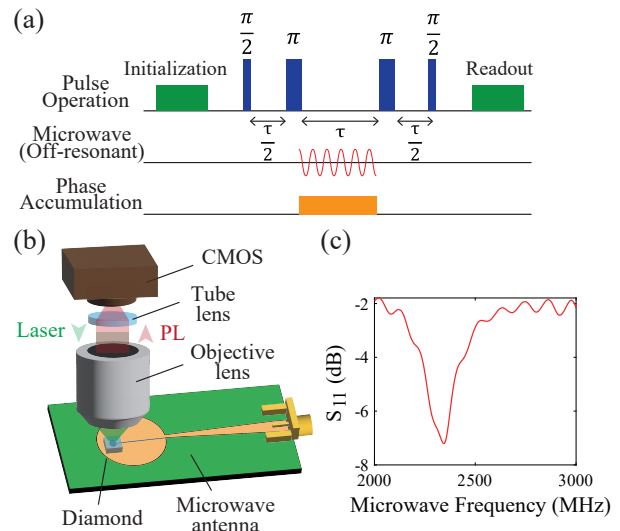 (a)
π/2 π π π/2
Initialization
Readout
Pulse
Operation
τ/2 τ τ/2
Microwave
(Off-resonant)
Phase
Accumulation
(b)
CMOS
Tube
lens
Laser
PL
Objective
lens
Diamond
Microwave
antenna
(c)
-2
-4
-6
-8
S11 (dB)
2000 2500 3000
Microwave Frequency (MHz)